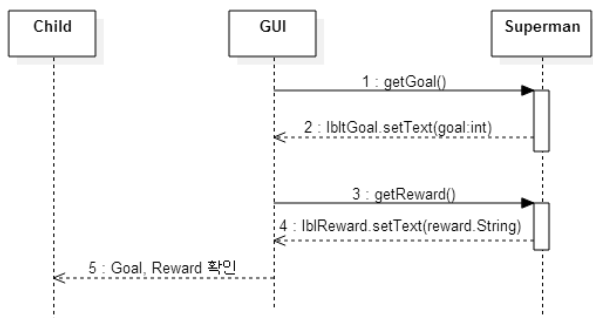 Child
GUI
Superman
1 : getGoal()
2 : lbltGoal.setText(goal:int)
3 : getReward()
4 : lblReward.setText(reward.String)
5 : Goal, Reward 확인